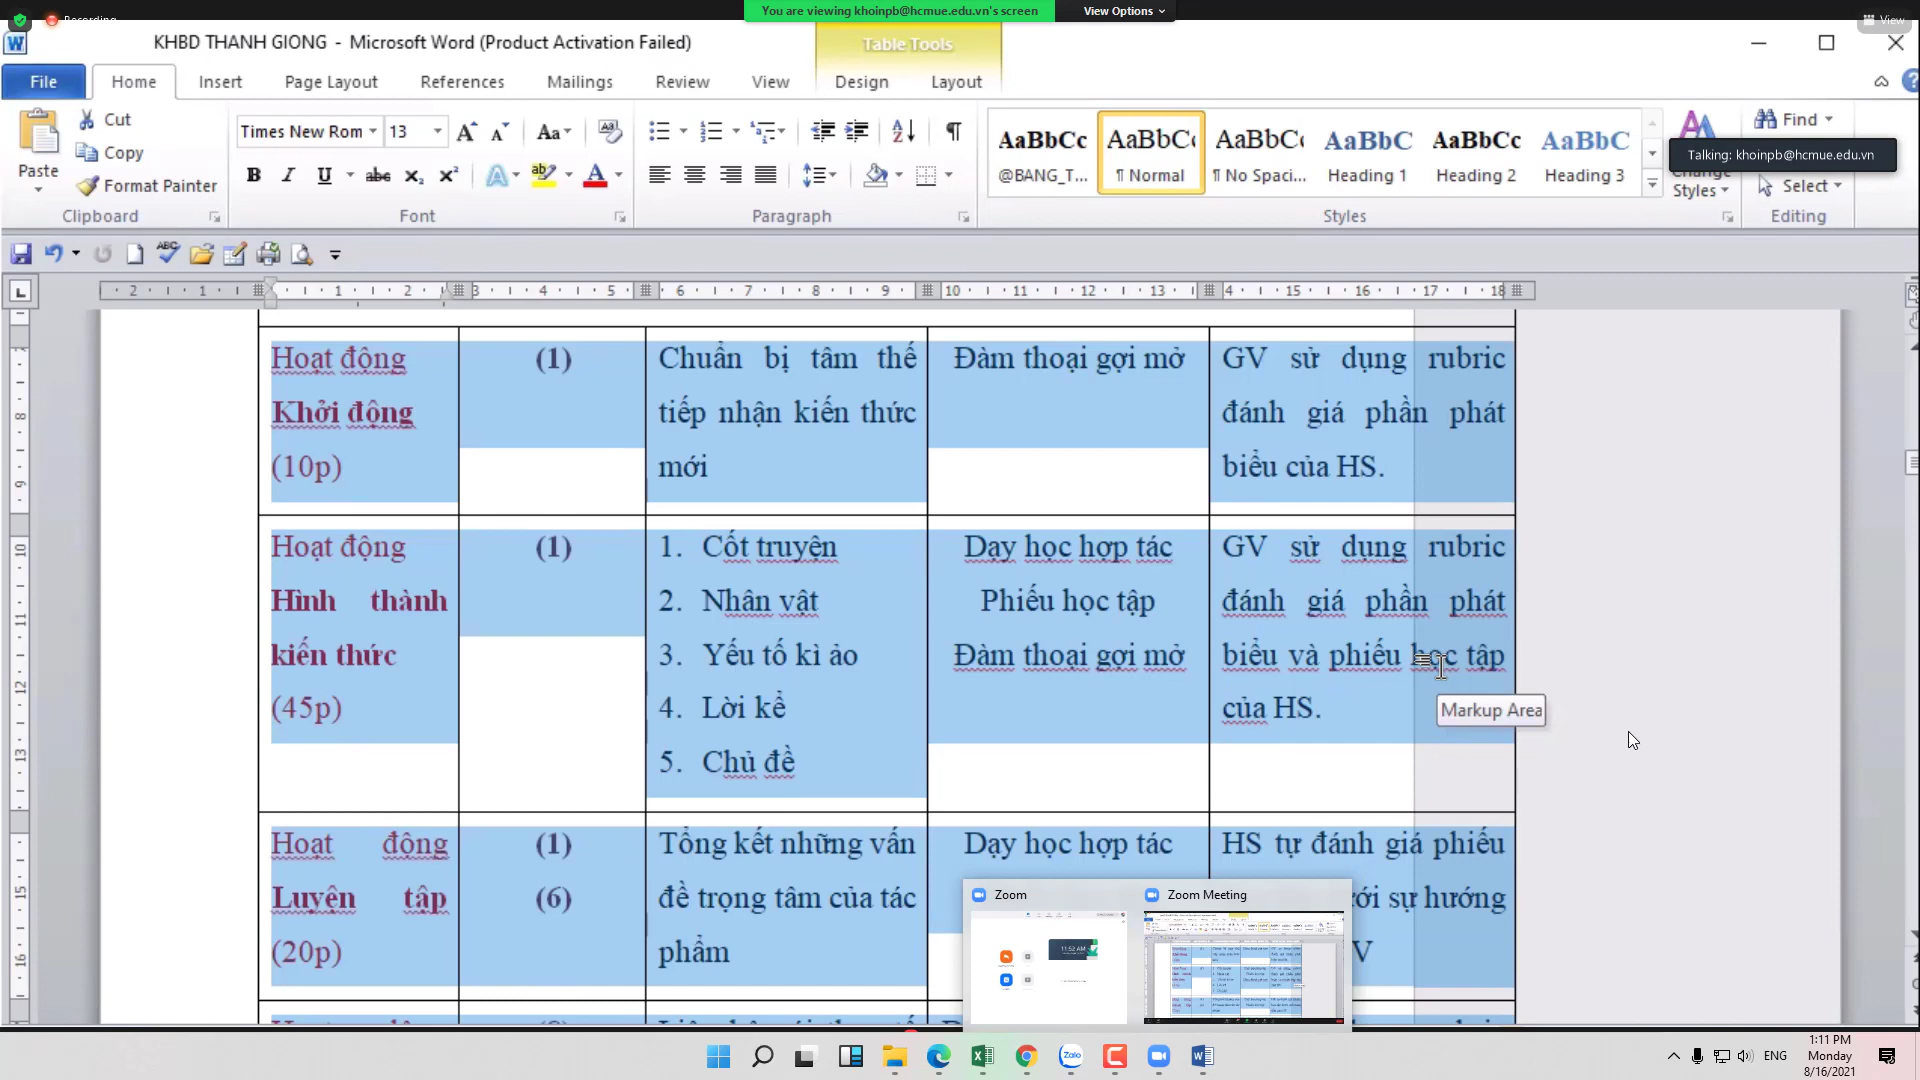 Recording
You are viewing khoinpb@hcmue.edu.vn's screen
View Options
View
KHBD THANH GIONG - Microsoft Word (Product Activation Failed)
Table Tools
File
Home
Insert
Page Layout
References
Mailings
Review
View
Design
Layout
Paste
Cut
Copy
Format Painter
Clipboard
Times New Rom
13
Font
Paragraph
AaBbCc
@BANG_T...
AaBbCc
¶ Normal
AaBbCc
¶ No Spaci...
AaBbC
Heading 1
AaBbCc
Heading 2
AaBbC
Heading 3
Styles
Change
Styles
Find
Talking: khoinpb@hcmue.edu.vn
Select
Editing
Hoạt động
Khởi động
(10p)
(1)
Chuẩn bị tâm thế
tiếp nhận kiến thức
mới
Đàm thoại gợi mở
GV sử dụng rubric
đánh giá phần phát
biểu của HS.
Hoạt động
Hình thành
kiến thức
(45p)
(1)
1. Cốt truyện
2. Nhân vật
3. Yếu tố kì ảo
4. Lời kể
5. Chủ đề
Dạy học hợp tác
Phiếu học tập
Đàm thoại gợi mở
GV sử dụng rubric
đánh giá phần phát
biểu và phiếu học tập
của HS.
Markup Area
Hoạt động
Luyện tập
(20p)
(1)
(6)
Tổng kết những vấn
đề trọng tâm của tác
phẩm
Dạy học hợp tác
HS tự đánh giá phiếu
sự hướng
V
Zoom
Zoom Meeting
11:52 AM
Zalo
ENG
1:11 PM
Monday
8/16/2021